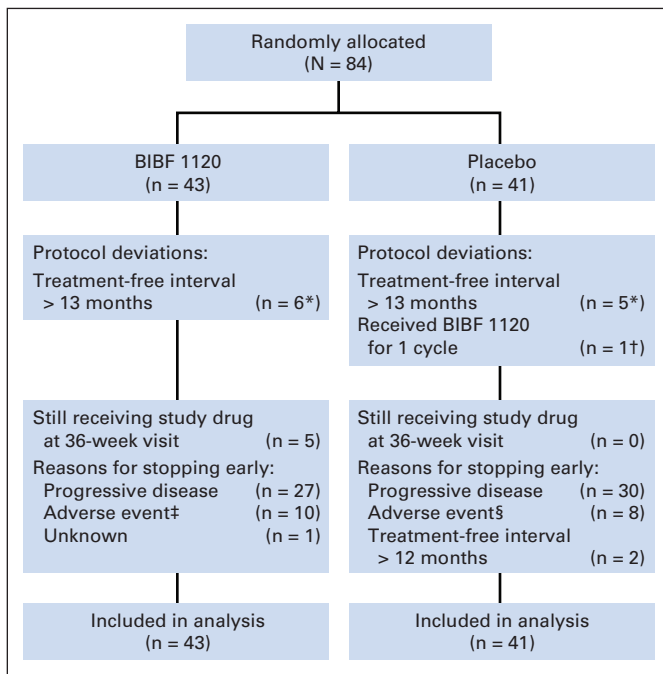 Randomly allocated
(N = 84)
BIBF 1120
(n = 43)
Protocol deviations:
Treatment-free interval
> 13 months (n = 6*)
Still receiving study drug
at 36-week visit (n = 5)
Reasons for stopping early:
Progressive disease (n = 27)
Adverse event‡ (n = 10)
Unknown (n = 1)
Included in analysis
(n = 43)
Placebo
(n = 41)
Protocol deviations:
Treatment-free interval
> 13 months (n = 5*)
Received BIBF 1120
for 1 cycle (n = 1†)
Still receiving study drug
at 36-week visit (n = 0)
Reasons for stopping early:
Progressive disease (n = 30)
Adverse event§ (n = 8)
Treatment-free interval
> 12 months (n = 2)
Included in analysis
(n = 41)